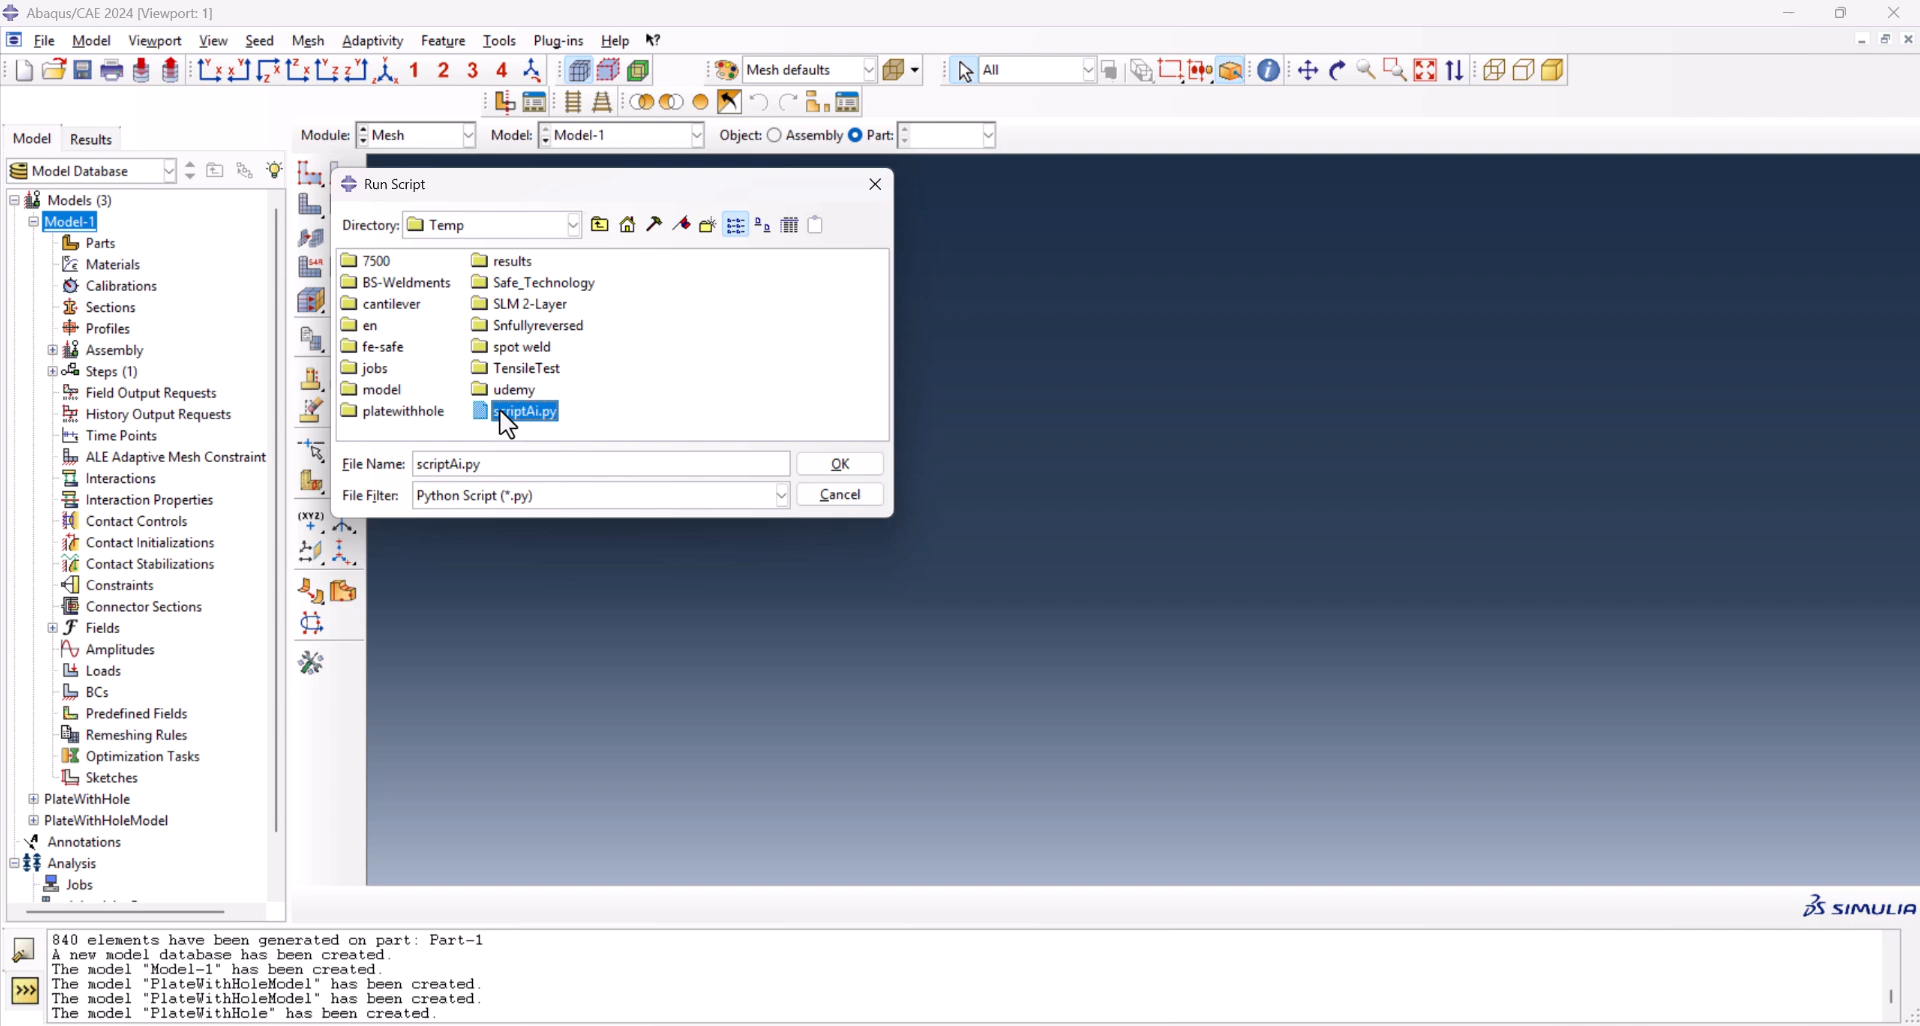 Abaqus/CAE 2024 [Viewport: 1]
File Model Viewport View Seed Mesh Adaptivity Feature Tools Plug-ins Help
1 2 3 4 Mesh defaults All
Module: Mesh Model: Model-1 Object: Assembly Part:
Model Results
Model Database
Models (3)
Model-1
Parts
Materials
Calibrations
Sections
Profiles
Assembly
Steps (1)
Field Output Requests
History Output Requests
Time Points
ALE Adaptive Mesh Constraint
Interactions
Interaction Properties
Contact Controls
Contact Initializations
Contact Stabilizations
Constraints
Connector Sections
Fields
Amplitudes
Loads
BCs
Predefined Fields
Remeshing Rules
Optimization Tasks
Sketches
PlateWithHole
PlateWithHoleModel
Annotations
Analysis
Jobs
Run Script
Directory: Temp
7500
BS-Weldments
cantilever
en
fe-safe
jobs
model
platewithhole
results
Safe_Technology
SLM 2-Layer
Snfullyreversed
spot weld
TensileTest
udemy
scriptAi.py
File Name: scriptAi.py OK
File Filter: Python Script (*.py) Cancel
(XYZ)
SIMULIA
840 elements have been generated on part: Part-1
A new model database has been created.
The model "Model-1" has been created.
The model "PlateWithHoleModel" has been created.
The model "PlateWithHoleModel" has been created.
The model "PlateWithHole" has been created.
>>>